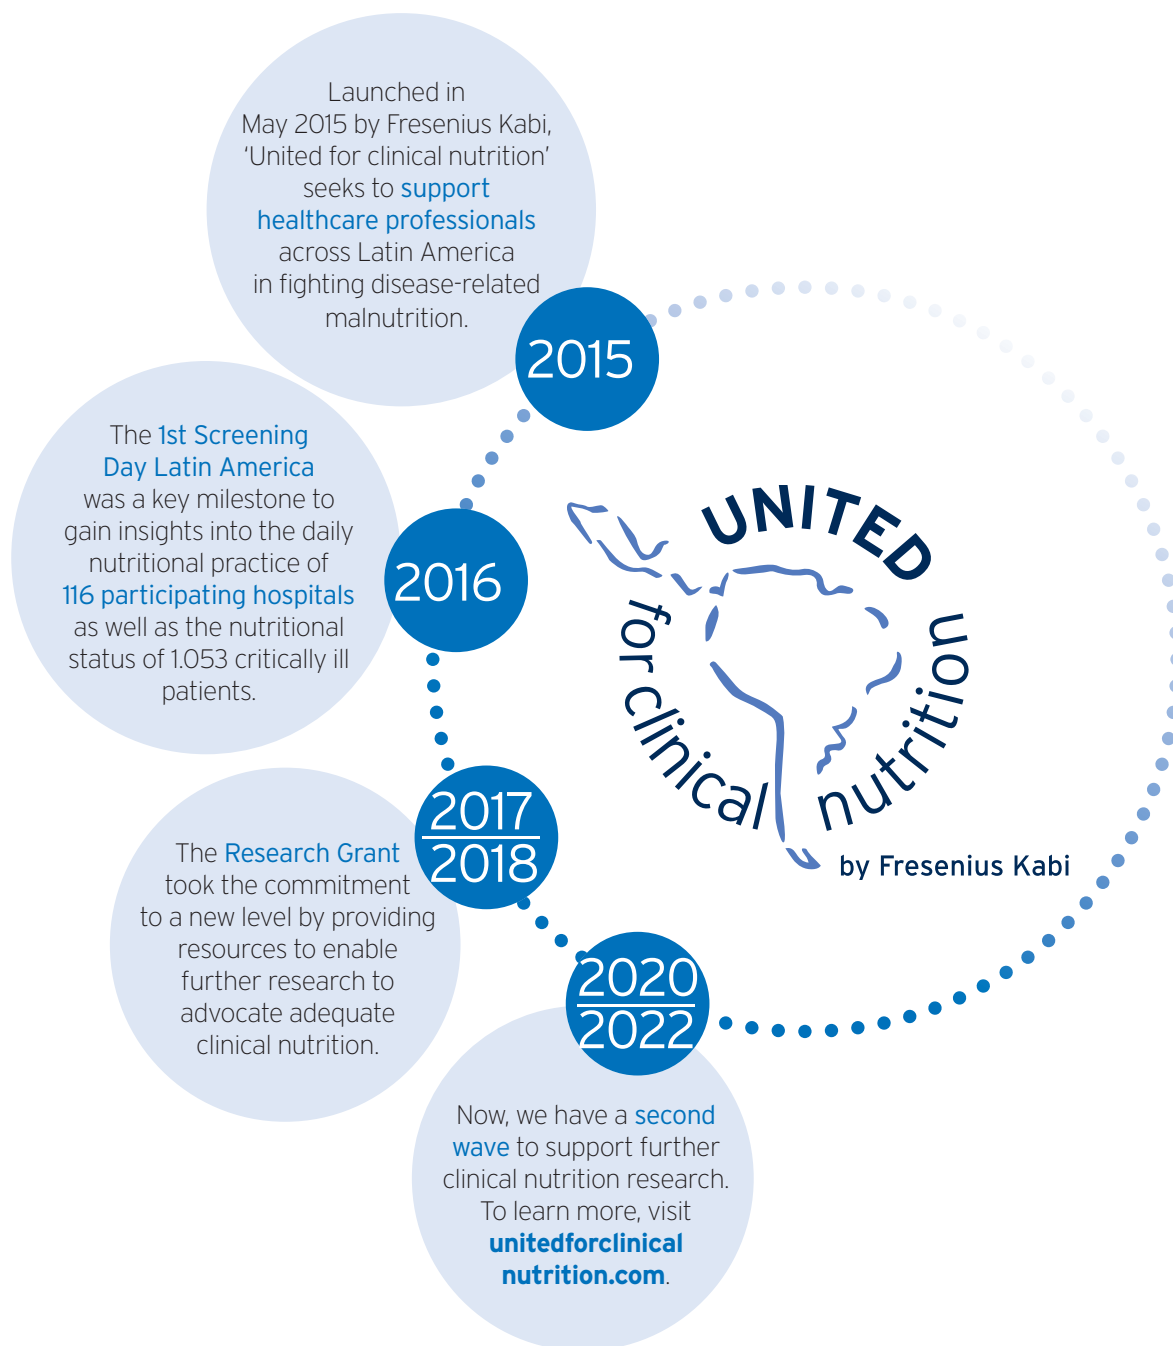 Launched in
May 2015 by Fresenius Kabi,
‘United for clinical nutrition’
seeks to support
healthcare professionals
across Latin America
in fighting disease-related
malnutrition.
2015
The 1st Screening
Day Latin America
was a key milestone to
gain insights into the daily
nutritional practice of
116 participating hospitals
as well as the nutritional
status of 1.053 critically ill
patients.
2016
UNITED
for clinical
nutrition
by Fresenius Kabi
2017
2018
The Research Grant
took the commitment
to a new level by providing
resources to enable
further research to
advocate adequate
clinical nutrition.
2020
2022
Now, we have a second
wave to support further
clinical nutrition research.
To learn more, visit
unitedforclinical
nutrition.com.